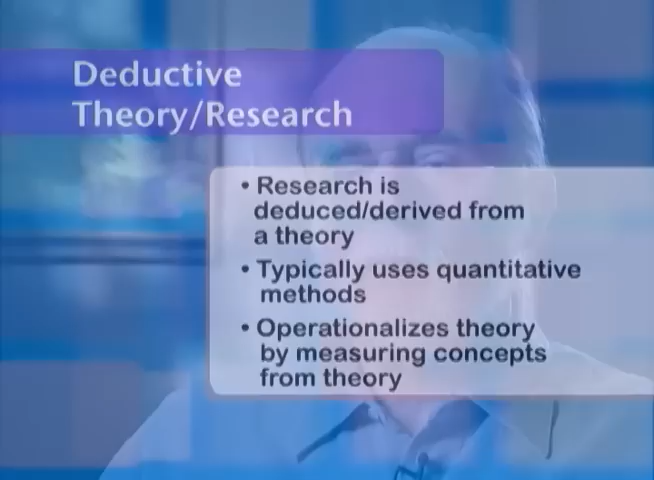 Deductive
Theory/Research
• Research is
deduced/derived from
a theory
• Typically uses quantitative
methods
• Operationalizes theory
by measuring concepts
from theory